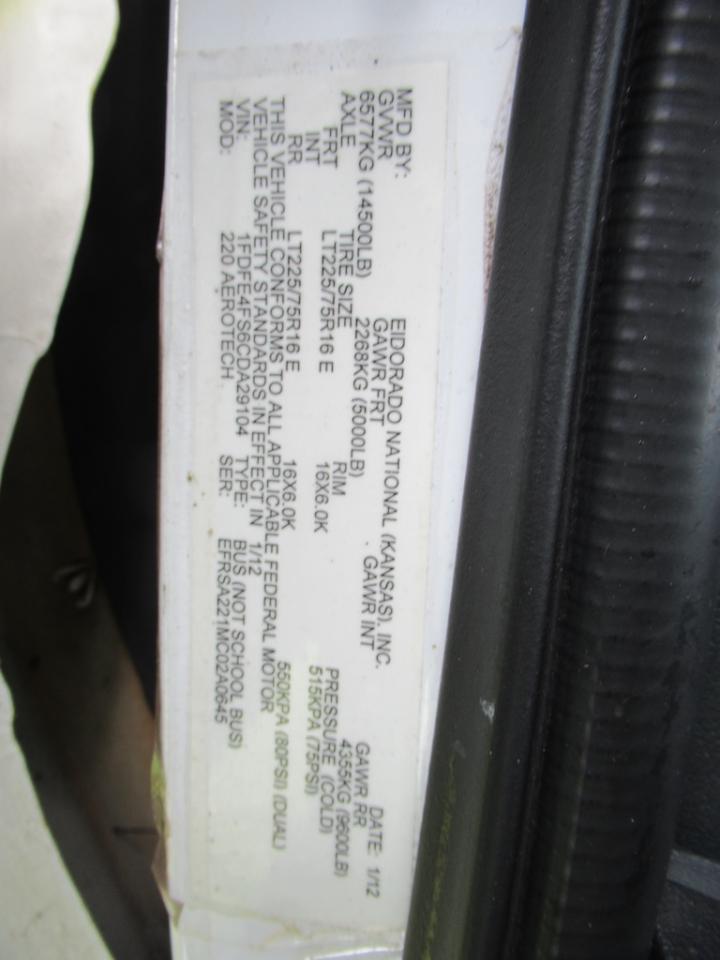 MFD BY: EIDORADO NATIONAL (KANSAS), INC. DATE: 1/12
GVWR GAWR FRT GAWR INT GAWR RR
6577KG (14500LB) 2268KG (5000LB) 4355KG (9600LB)
AXLE TIRE SIZE RIM PRESSURE (COLD)
FRT LT225/75R16 E 16X6.0K 515KPA (75PSI)
INT
RR LT225/75R16 E 16X6.0K 550KPA (80PSI) (DUAL)
THIS VEHICLE CONFORMS TO ALL APPLICABLE FEDERAL MOTOR
VEHICLE SAFETY STANDARDS IN EFFECT IN 1/12
VIN: 1FDFE4FS6CDA29104 TYPE: BUS (NOT SCHOOL BUS)
MOD: 220 AEROTECH SER: EFRSA221MC02A0645